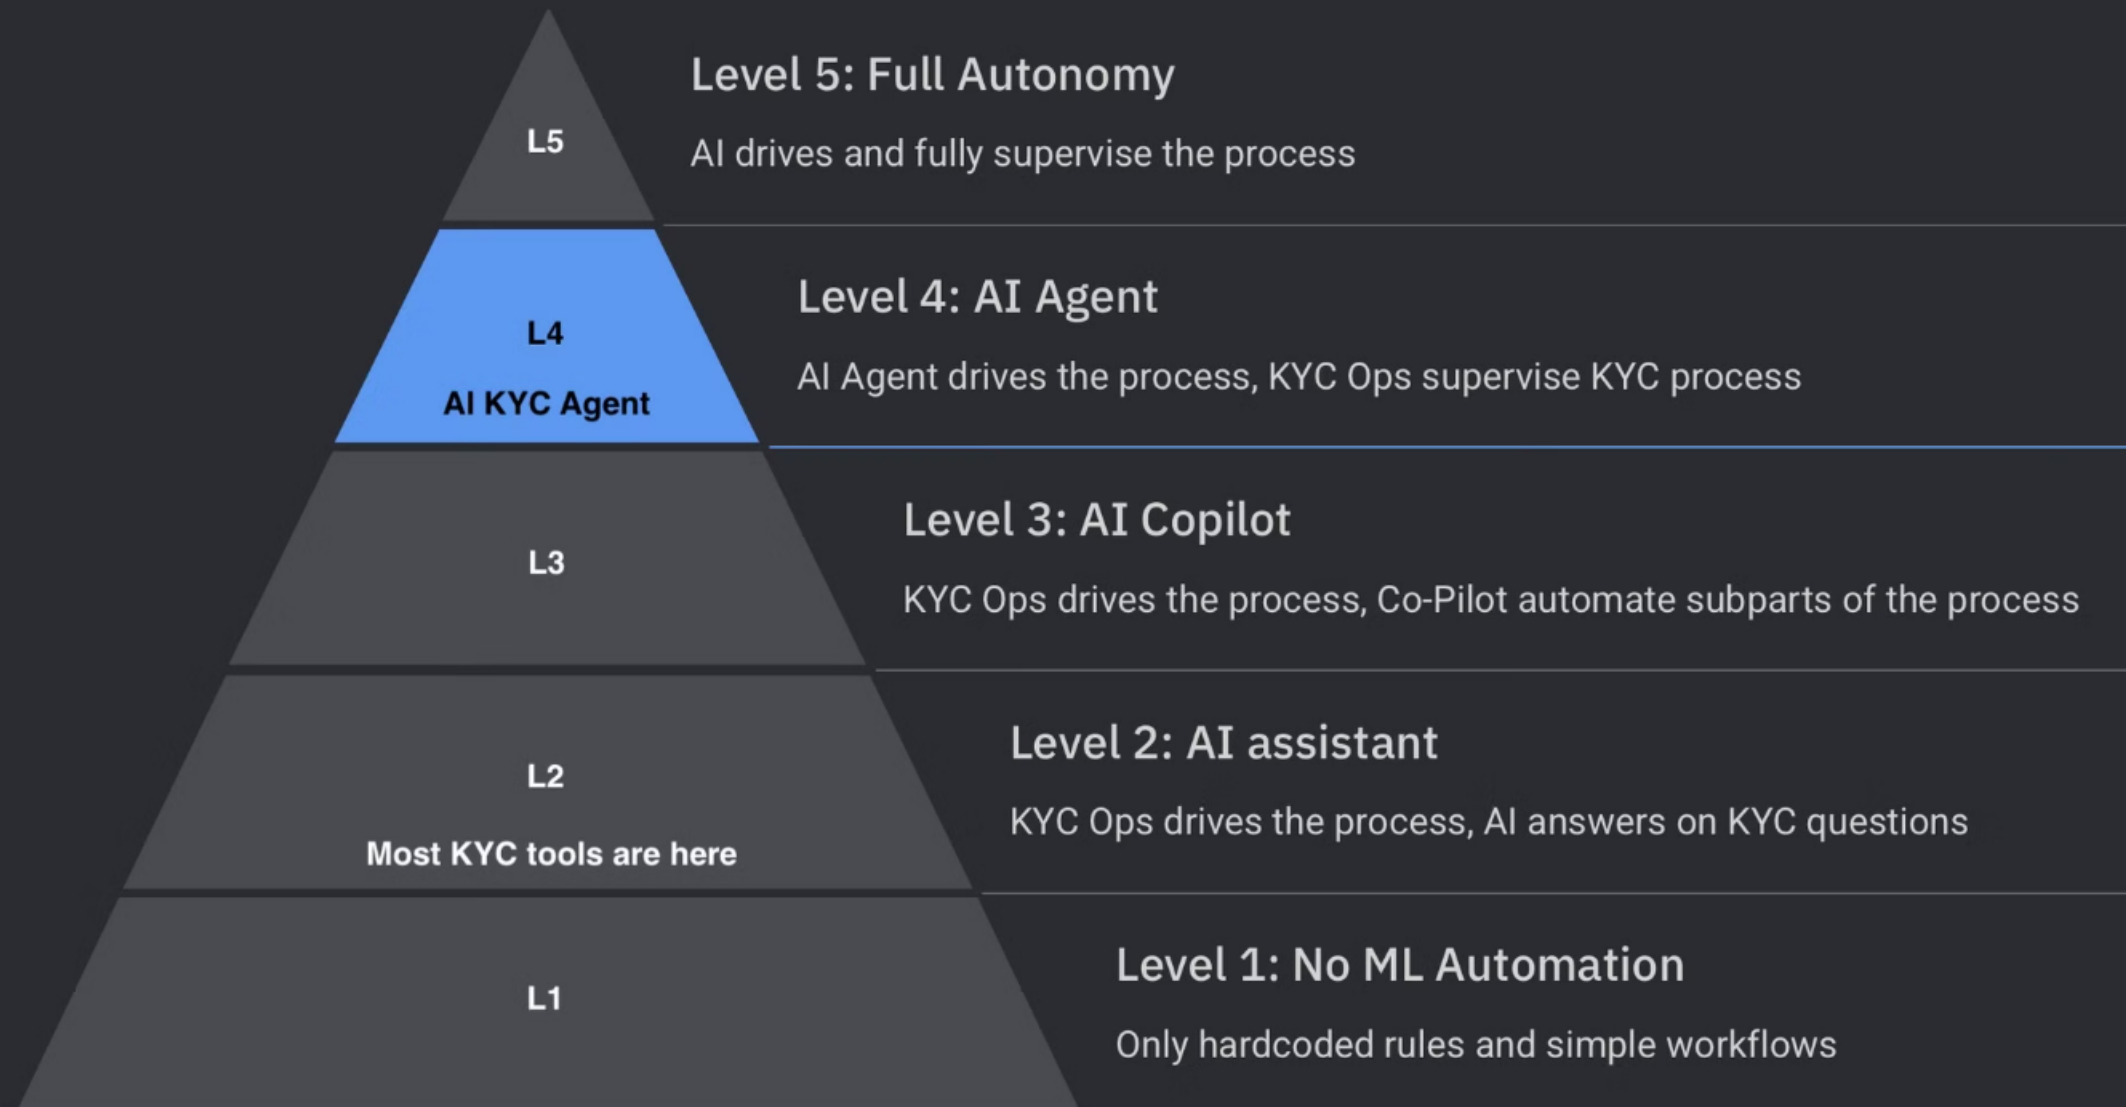 Level 5: Full Autonomy
L5
AI drives and fully supervise the process
Level 4: AI Agent
L4
AI Agent drives the process, KYC Ops supervise KYC process
AI KYC Agent
Level 3: AI Copilot
L3
KYC Ops drives the process, Co-Pilot automate subparts of the process
Level 2: AI assistant
L2
KYC Ops drives the process, AI answers on KYC questions
Most KYC tools are here
Level 1: No ML Automation
L1
Only hardcoded rules and simple workflows